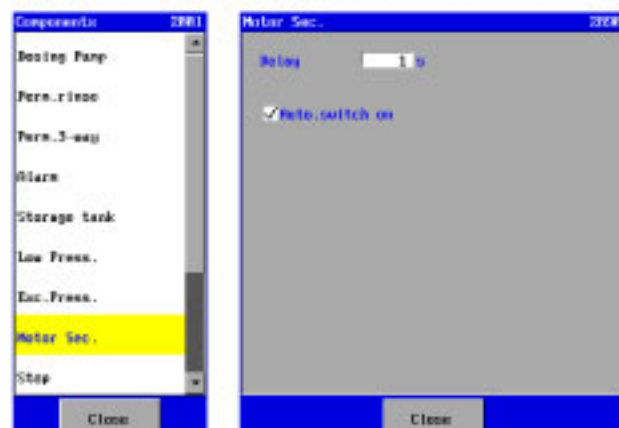 Components 2001
Dosing Pump
Perm.rinse
Perm.3-way
Alarm
Storage tank
Low Press.
Exc.Press.
Motor Sec.
Stop
Close
Motor Sec.
Delay 1 s
Auto.switch on
Close